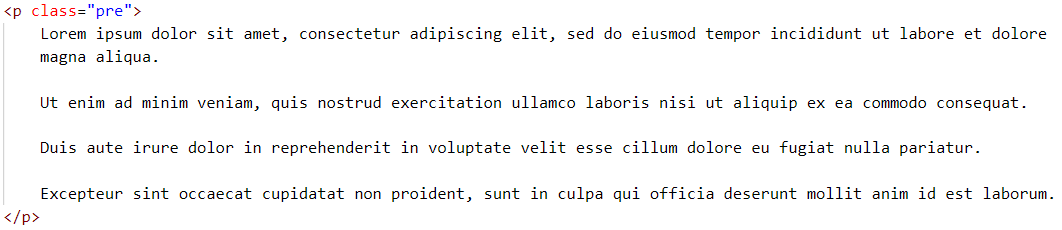 <p class="pre">
Lorem ipsum dolor sit amet, consectetur adipiscing elit, sed do eiusmod tempor incididunt ut labore et dolore
magna aliqua.
Ut enim ad minim veniam, quis nostrud exercitation ullamco laboris nisi ut aliquip ex ea commodo consequat.
Duis aute irure dolor in reprehenderit in voluptate velit esse cillum dolore eu fugiat nulla pariatur.
Excepteur sint occaecat cupidatat non proident, sunt in culpa qui officia deserunt mollit anim id est laborum.
</p>